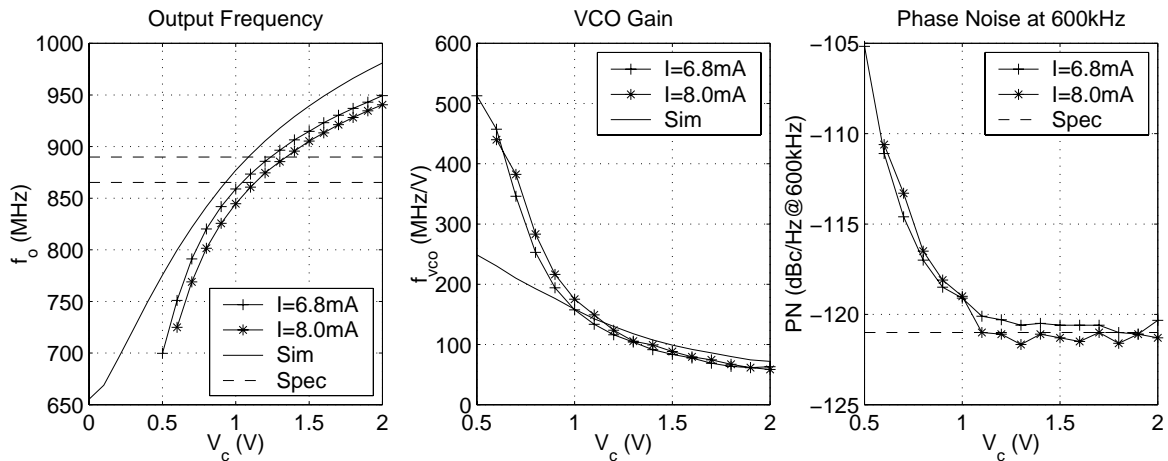 Output Frequency
1000
950
900
850
800
750
700
650
f_o (MHz)
I=6.8mA
I=8.0mA
Sim
Spec
0 0.5 1 1.5 2
V_c (V)
VCO Gain
600
500
400
300
200
100
0
f_vco (MHz/V)
I=6.8mA
I=8.0mA
Sim
0.5 1 1.5 2
V_c (V)
Phase Noise at 600kHz
−105
−110
−115
−120
−125
PN (dBc/Hz@600kHz)
I=6.8mA
I=8.0mA
Spec
0.5 1 1.5 2
V_c (V)